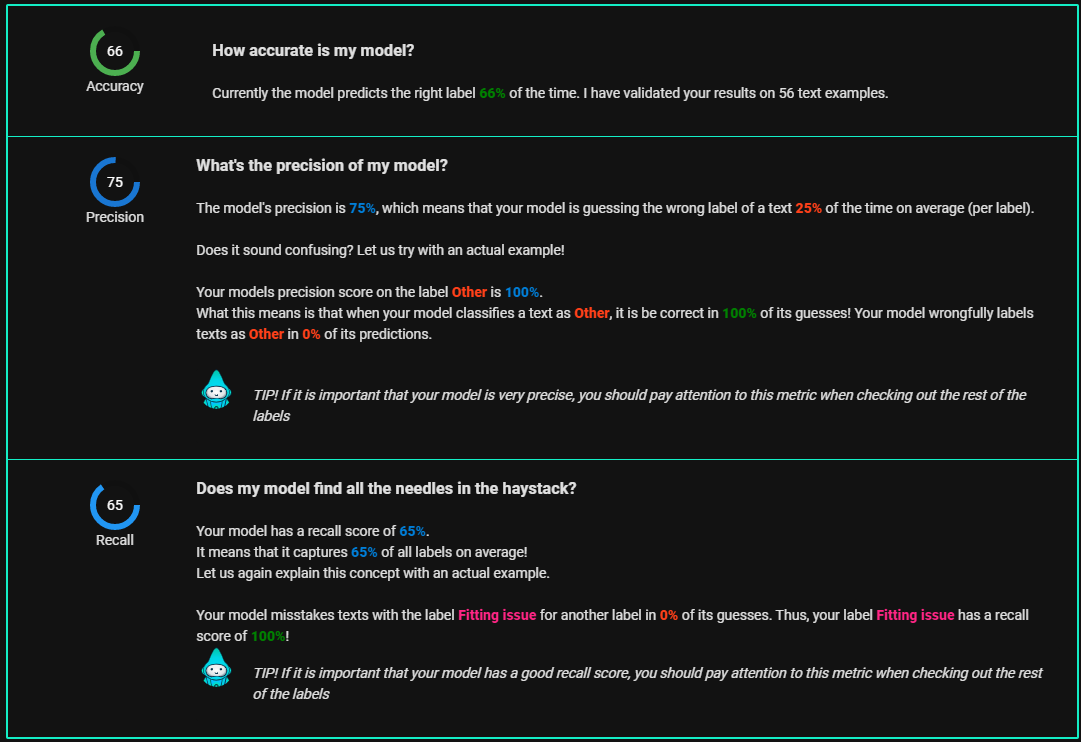 66
Accuracy
How accurate is my model?
Currently the model predicts the right label 66% of the time. I have validated your results on 56 text examples.
75
Precision
What's the precision of my model?
The model's precision is 75%, which means that your model is guessing the wrong label of a text 25% of the time on average (per label).
Does it sound confusing? Let us try with an actual example!
Your models precision score on the label Other is 100%.
What this means is that when your model classifies a text as Other, it is be correct in 100% of its guesses! Your model wrongfully labels
texts as Other in 0% of its predictions.
TIP! If it is important that your model is very precise, you should pay attention to this metric when checking out the rest of the
labels
65
Recall
Does my model find all the needles in the haystack?
Your model has a recall score of 65%.
It means that it captures 65% of all labels on average!
Let us again explain this concept with an actual example.
Your model misstakes texts with the label Fitting issue for another label in 0% of its guesses. Thus, your label Fitting issue has a recall
score of 100%!
TIP! If it is important that your model has a good recall score, you should pay attention to this metric when checking out the rest
of the labels